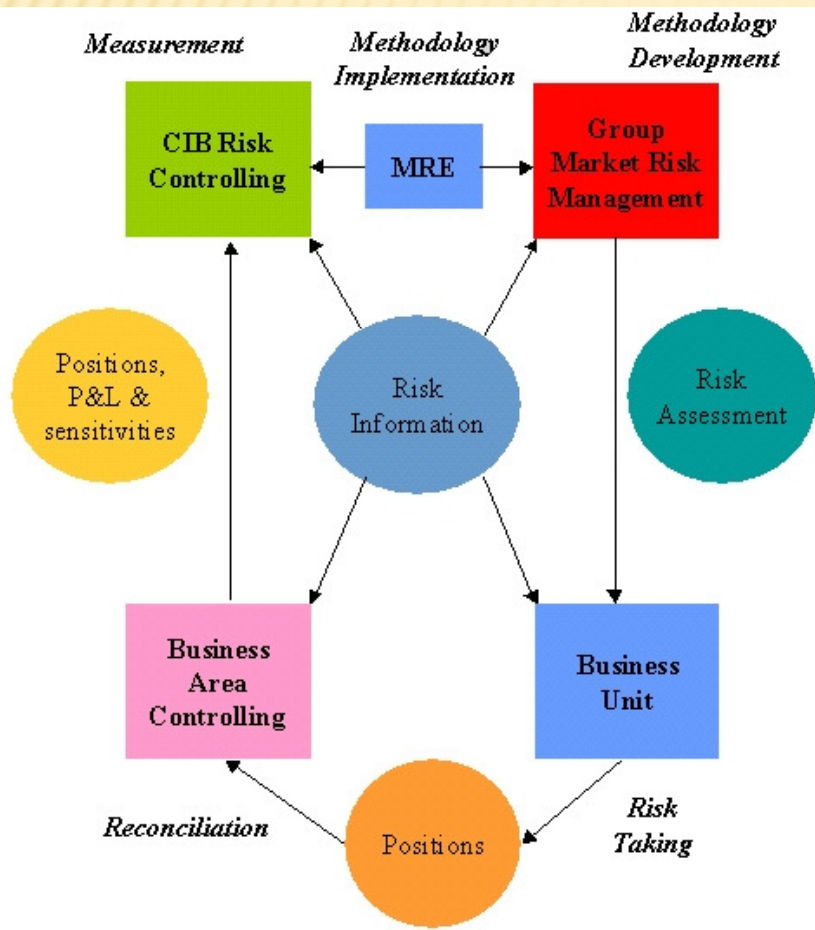 Measurement
Methodology
Implementation
Methodology
Development
CIB Risk
Controlling
MRE
Group
Market Risk
Management
Positions,
P&L &
sensitivities
Risk
Information
Risk
Assessment
Business
Area
Controlling
Business
Unit
Reconciliation
Positions
Risk
Taking